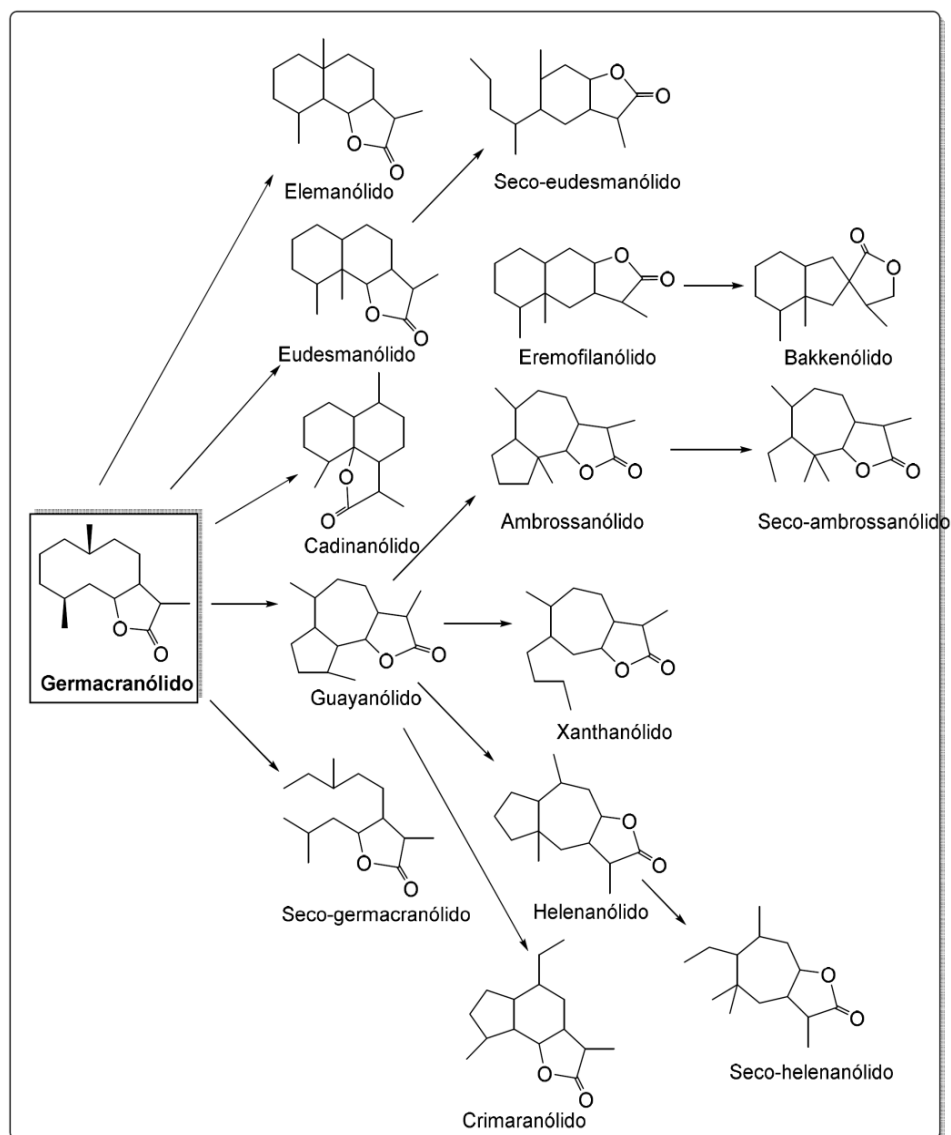 O
O
O
O
Elemanólido
Seco-eudesmanólido
O
O
O
O
O
O
Eudesmanólido
Eremofilanólido
Bakkenólido
O
O
O
O
O
O
Cadinanólido
Ambrossanólido
Seco-ambrossanólido
O
O
Germacranólido
O
O
Guayanólido
O
O
Xanthanólido
O
O
Seco-germacranólido
O
O
Helenanólido
O
O
Seco-helenanólido
O
O
Crimaranólido